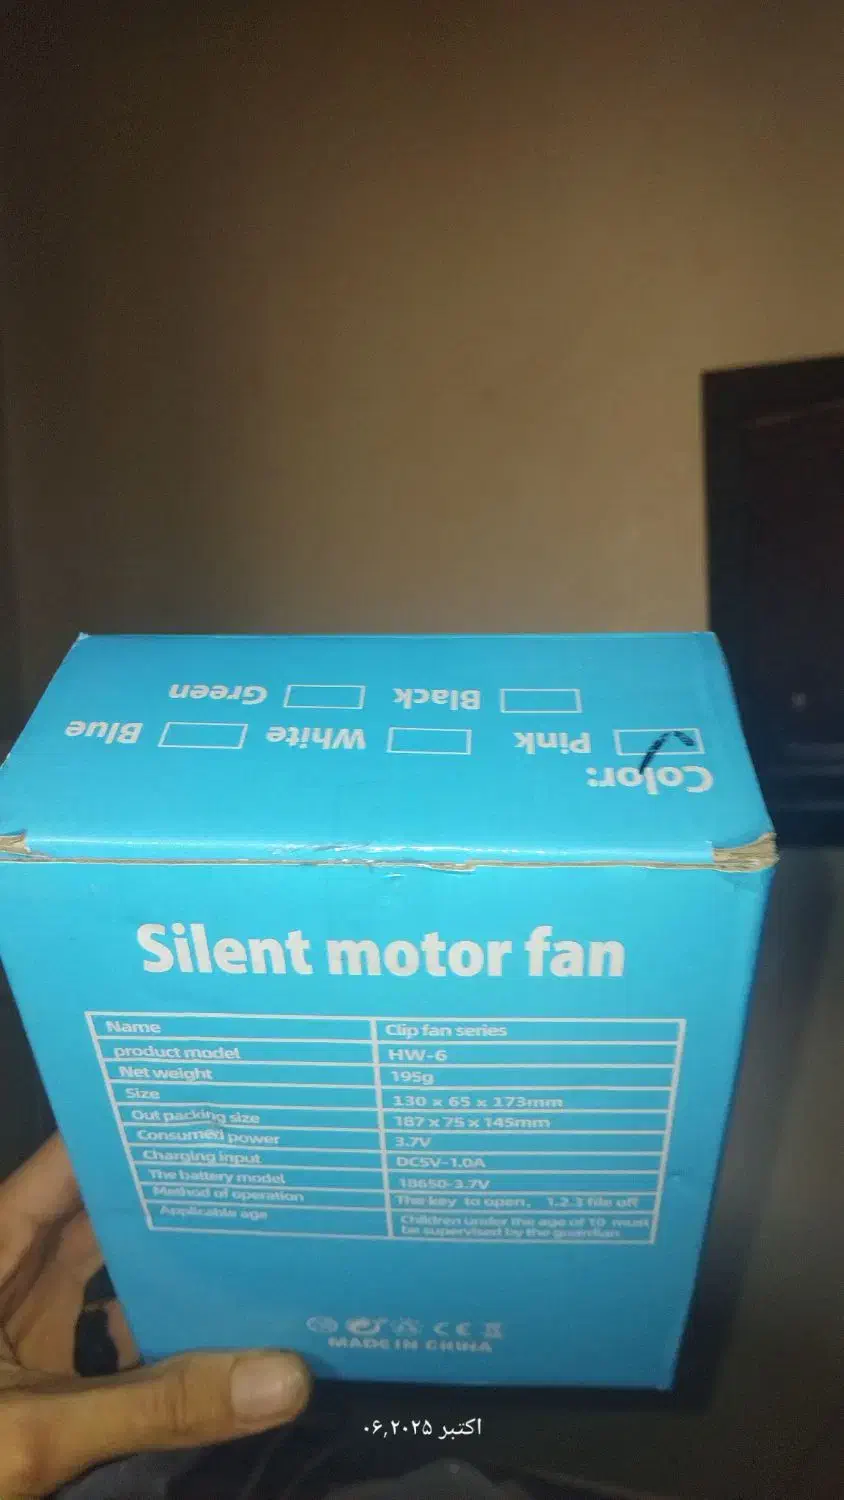 Green Black
Blue White Pink
Color:
Silent motor fan
Name Clip fan series
product model HW-6
Net weight 195g
Size 130 x 65 x 173mm
Out packing size 187 x 75 x 145mm
Consumed power 3.7V
Charging input DC5V-1.0A
The battery model 18650-3.7V
Method of operation The key to open, 1.2.3 file off
Applicable age Children under the age of 10 must
be supervised by the guardian
CE
MADE IN CHINA
اکتبر ۰۶,۲۰۲۵